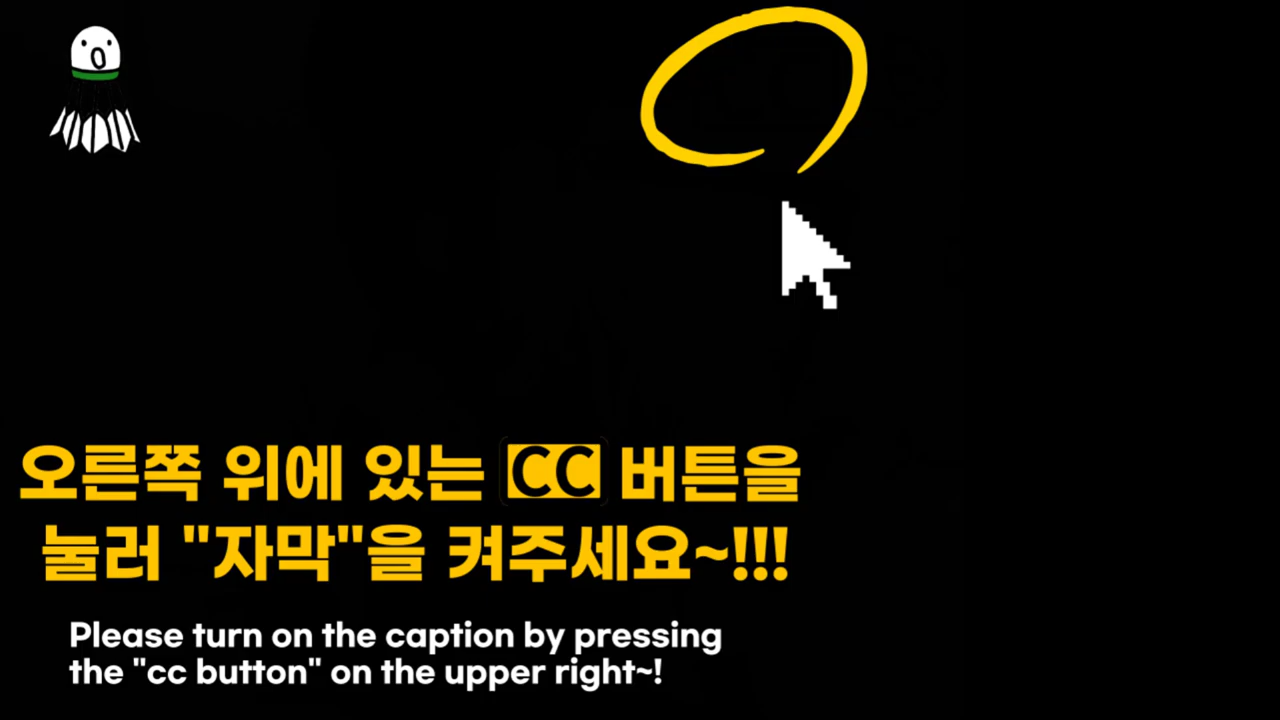 오른쪽 위에 있는 CC 버튼을
눌러 "자막"을 켜주세요~!!!
Please turn on the caption by pressing
the "cc button" on the upper right~!